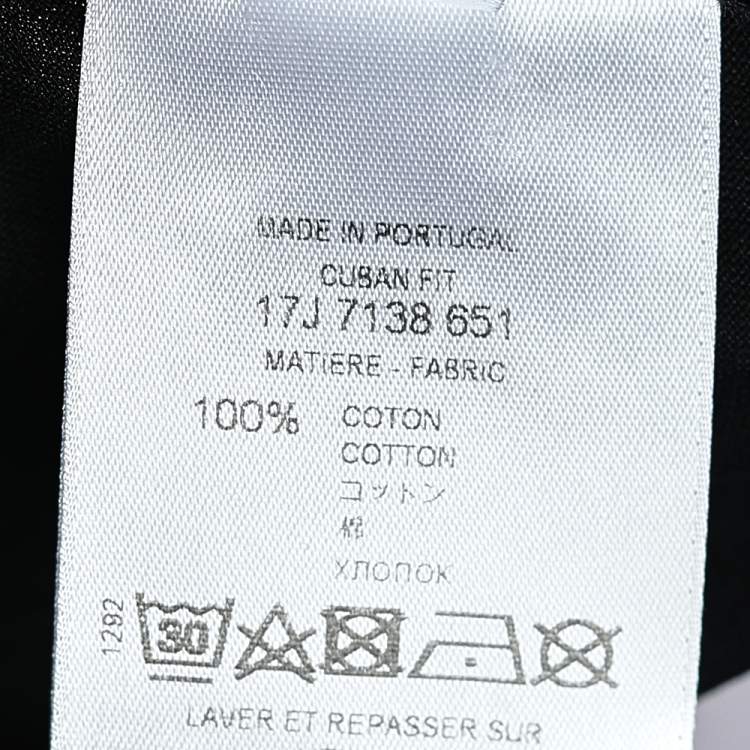 MADE IN PORTUGAL
CUBAN FIT
17J 7138 651
MATIERE - FABRIC
100% COTON
COTTON
コットン
棉
ХЛОПОК
1292
30
LAVER ET REPASSER SUR